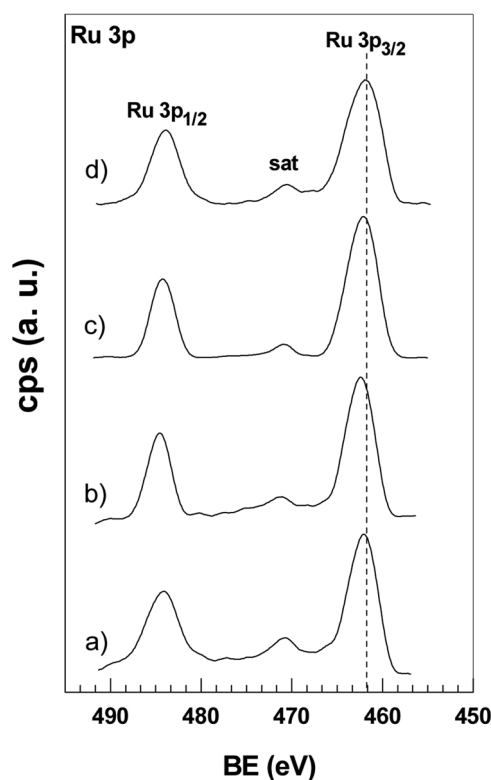 Ru 3p
Ru 3p3/2
Ru 3p1/2
sat
d)
c)
b)
a)
cps (a. u.)
490 480 470 460 450
BE (eV)